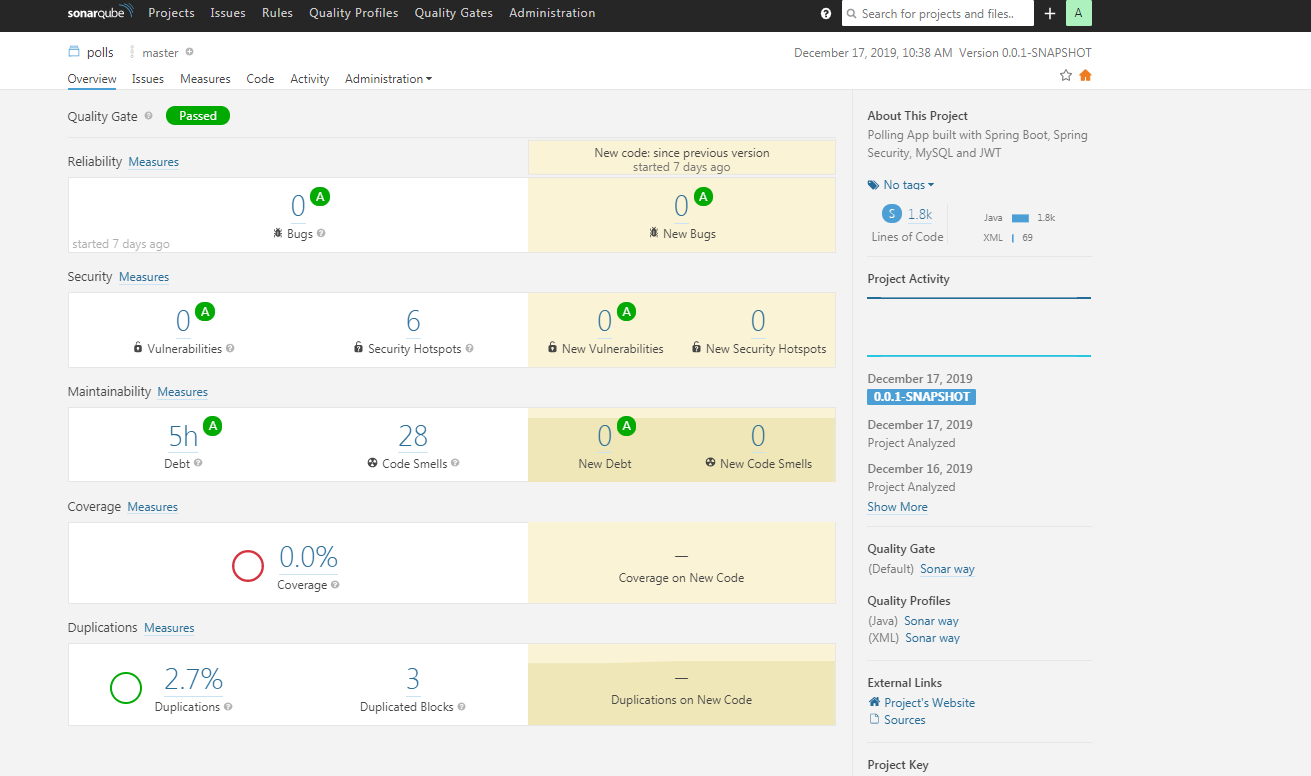 sonarqube Projects Issues Rules Quality Profiles Quality Gates Administration ? Search for projects and files.. + A
polls master December 17, 2019, 10:38 AM Version 0.0.1-SNAPSHOT
Overview Issues Measures Code Activity Administration
Quality Gate ? Passed
New code: since previous version
started 7 days ago
Reliability Measures
0 A
Bugs ?
started 7 days ago
0 A
New Bugs
Security Measures
0 A
Vulnerabilities ?
6
Security Hotspots ?
0 A
New Vulnerabilities
0
New Security Hotspots
Maintainability Measures
5h A
Debt ?
28
Code Smells ?
0 A
New Debt
0
New Code Smells
Coverage Measures
0.0%
Coverage ?
—
Coverage on New Code
Duplications Measures
2.7%
Duplications ?
3
Duplicated Blocks ?
—
Duplications on New Code
About This Project
Polling App built with Spring Boot, Spring
Security, MySQL and JWT
No tags
S 1.8k
Lines of Code
Java 1.8k
XML 69
Project Activity
December 17, 2019
0.0.1-SNAPSHOT
December 17, 2019
Project Analyzed
December 16, 2019
Project Analyzed
Show More
Quality Gate
(Default) Sonar way
Quality Profiles
(Java) Sonar way
(XML) Sonar way
External Links
Project's Website
Sources
Project Key